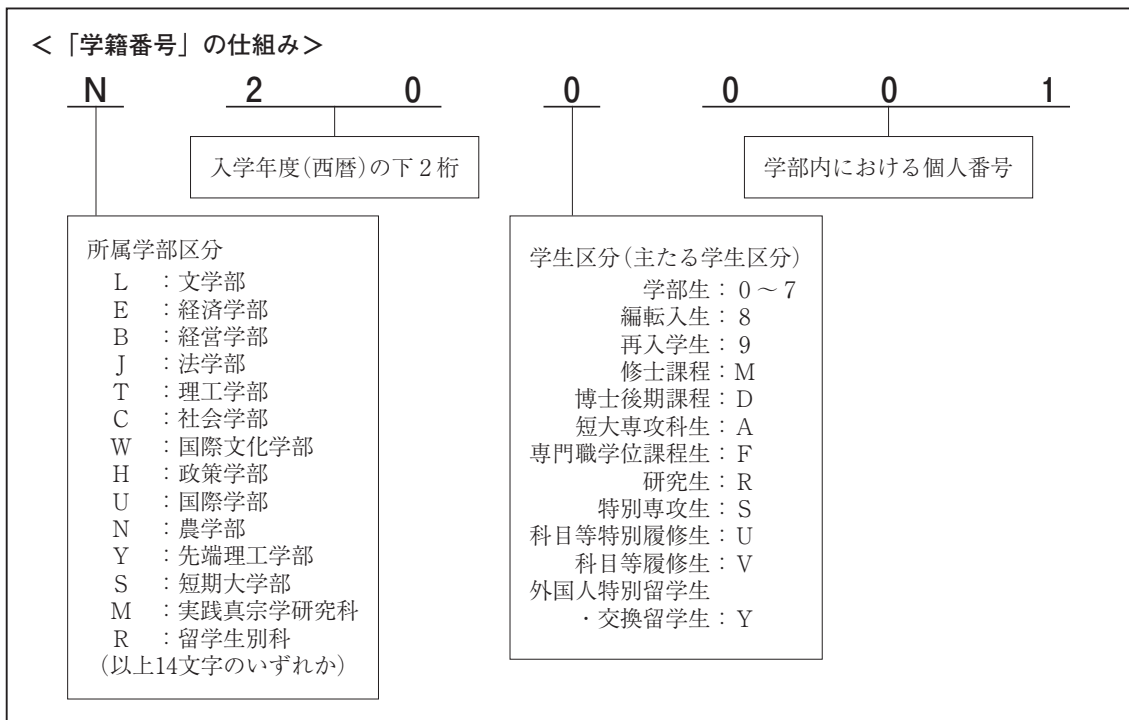 <「学籍番号」の仕組み>
N 2 0 0 0 0 1
入学年度(西暦)の下2桁
学部内における個人番号
所属学部区分
L :文学部
E :経済学部
B :経営学部
J :法学部
T :理工学部
C :社会学部
W :国際文化学部
H :政策学部
U :国際学部
N :農学部
Y :先端理工学部
S :短期大学部
M :実践真宗学研究科
R :留学生別科
(以上14文字のいずれか)
学生区分(主たる学生区分)
学部生:0~7
編転入生:8
再入学生:9
修士課程:M
博士後期課程:D
短大専攻科生:A
専門職学位課程生:F
研究生:R
特別専攻生:S
科目等特別履修生:U
科目等履修生:V
外国人特別留学生
・交換留学生:Y